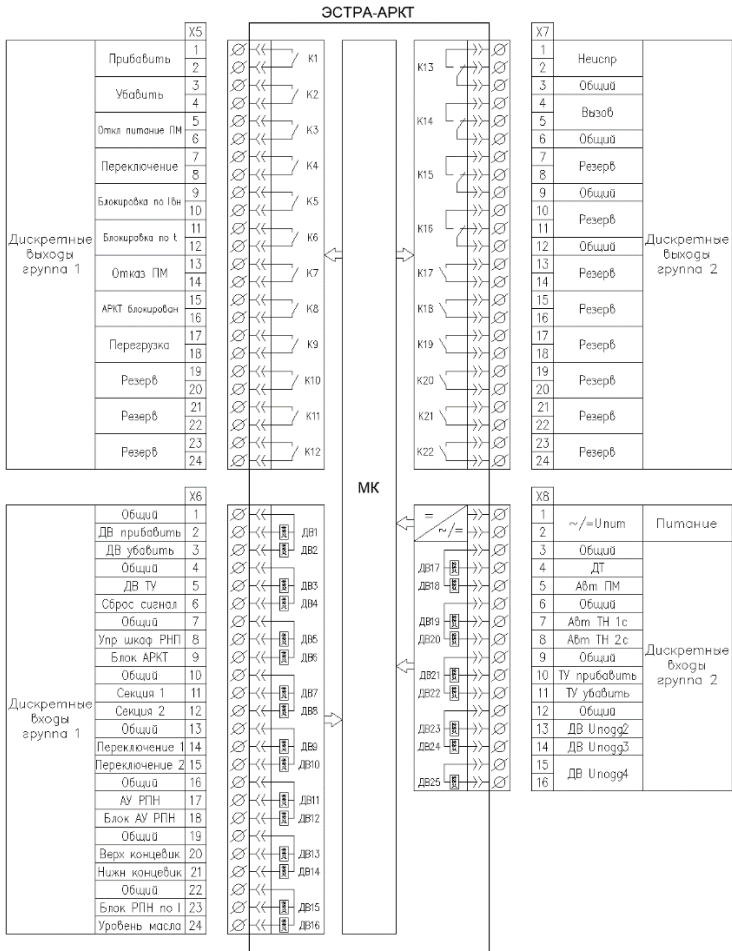 ЭСТРА-АРКТ
X5
Дискретные выходы группа 1
Прибавить 1 2 K1
Убавить 3 4 K2
Откл питание ПМ 5 6 K3
Переключение 7 8 K4
Блокировка по Iвн 9 10 K5
Блокировка по t 11 12 K6
Отказ ПМ 13 14 K7
АРКТ блокирован 15 16 K8
Перегрузка 17 18 K9
Резерв 19 20 K10
Резерв 21 22 K11
Резерв 23 24 K12
X7
Дискретные выходы группа 2
K13 1 2 Неиспр
3 Общий
K14 4 5 Вызов
6 Общий
K15 7 8 Резерв
9 Общий
K16 10 11 Резерв
12 Общий
K17 13 14 Резерв
K18 15 16 Резерв
K19 17 18 Резерв
K20 19 20 Резерв
K21 21 22 Резерв
K22 23 24 Резерв
МК
X6
Дискретные входы группа 1
Общий 1
ДВ прибавить 2 ДВ1
ДВ убавить 3 ДВ2
Общий 4
ДВ ТУ 5 ДВ3
Сброс сигнал 6 ДВ4
Общий 7
Упр шкаф РНП 8 ДВ5
Блок АРКТ 9 ДВ6
Общий 10
Секция 1 11 ДВ7
Секция 2 12 ДВ8
Общий 13
Переключение 1 14 ДВ9
Переключение 2 15 ДВ10
Общий 16
АУ РПН 17 ДВ11
Блок АУ РПН 18 ДВ12
Общий 19
Верх концевик 20 ДВ13
Нижн концевик 21 ДВ14
Общий 22
Блок РПН по I 23 ДВ15
Уровень масла 24 ДВ16
X8
= ~/= 1 2 ~/=Uпит Питание
Дискретные входы группа 2
3 Общий
ДВ17 4 ДТ
ДВ18 5 Авт ПМ
6 Общий
ДВ19 7 Авт ТН 1с
ДВ20 8 Авт ТН 2с
9 Общий
ДВ21 10 ТУ прибавить
ДВ22 11 ТУ убавить
12 Общий
ДВ23 13 ДВ Uподд2
ДВ24 14 ДВ Uподд3
ДВ25 15 16 ДВ Uподд4